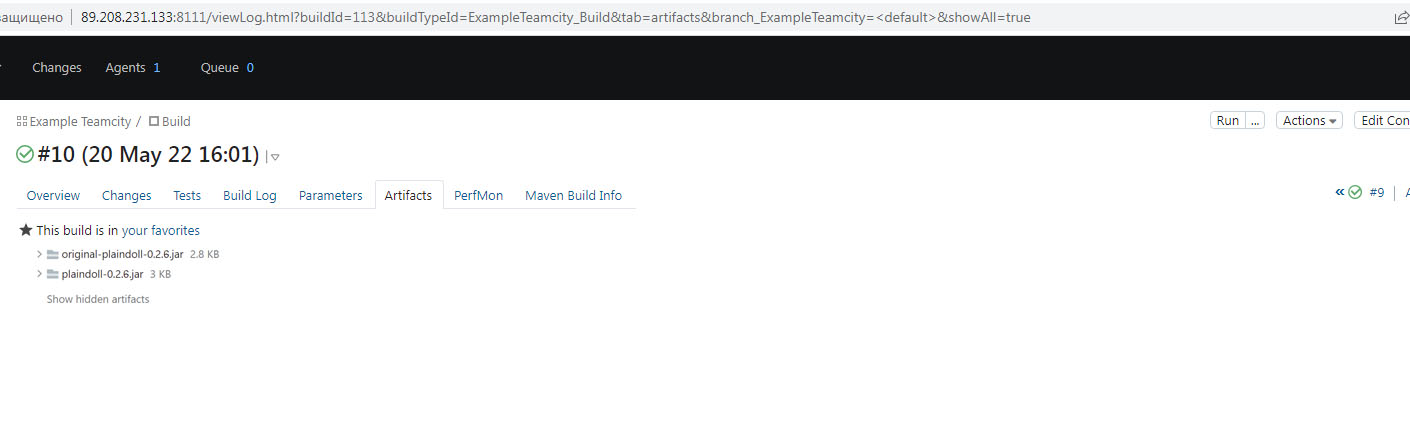 защищено 89.208.231.133:8111/viewLog.html?buildId=113&buildTypeId=ExampleTeamcity_Build&tab=artifacts&branch_ExampleTeamcity=<default>&showAll=true
Changes Agents 1 Queue 0
Example Teamcity / Build
Run ... Actions Edit Con
#10 (20 May 22 16:01)
Overview Changes Tests Build Log Parameters Artifacts PerfMon Maven Build Info
« #9
This build is in your favorites
original-plaindoll-0.2.6.jar 2.8 KB
plaindoll-0.2.6.jar 3 KB
Show hidden artifacts